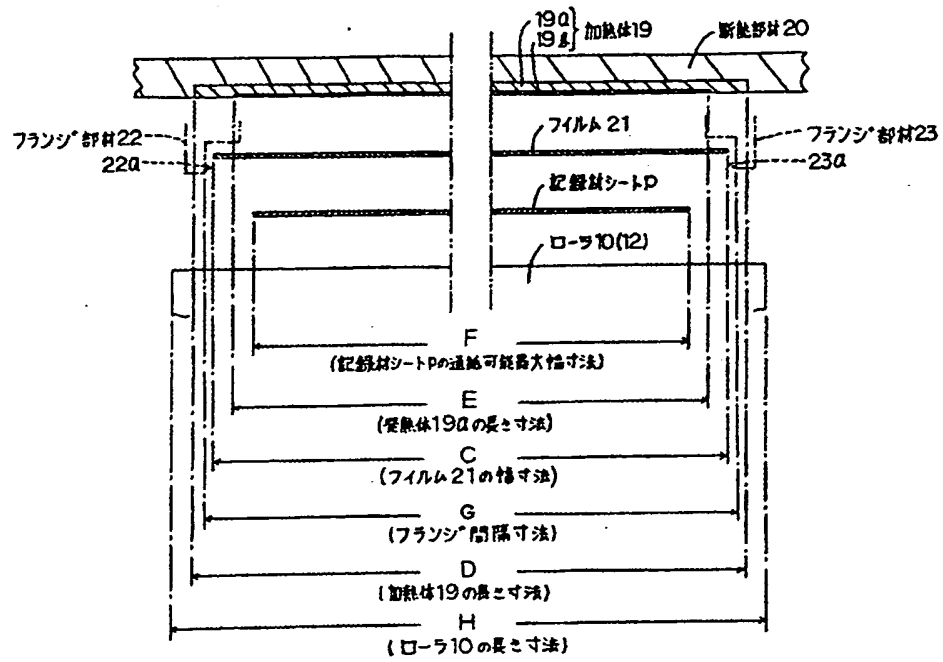 19a
19b } 加熱体19
断熱部材20
フランジ部材22
22a
フィルム21
フランジ部材23
23a
記録材シートP
ローラ10(12)
F
(記録材シートPの通紙可能最大幅寸法)
E
(発熱体19aの長さ寸法)
C
(フィルム21の幅寸法)
G
(フランジ間隔寸法)
D
(加熱体19の長さ寸法)
H
(ローラ10の長さ寸法)